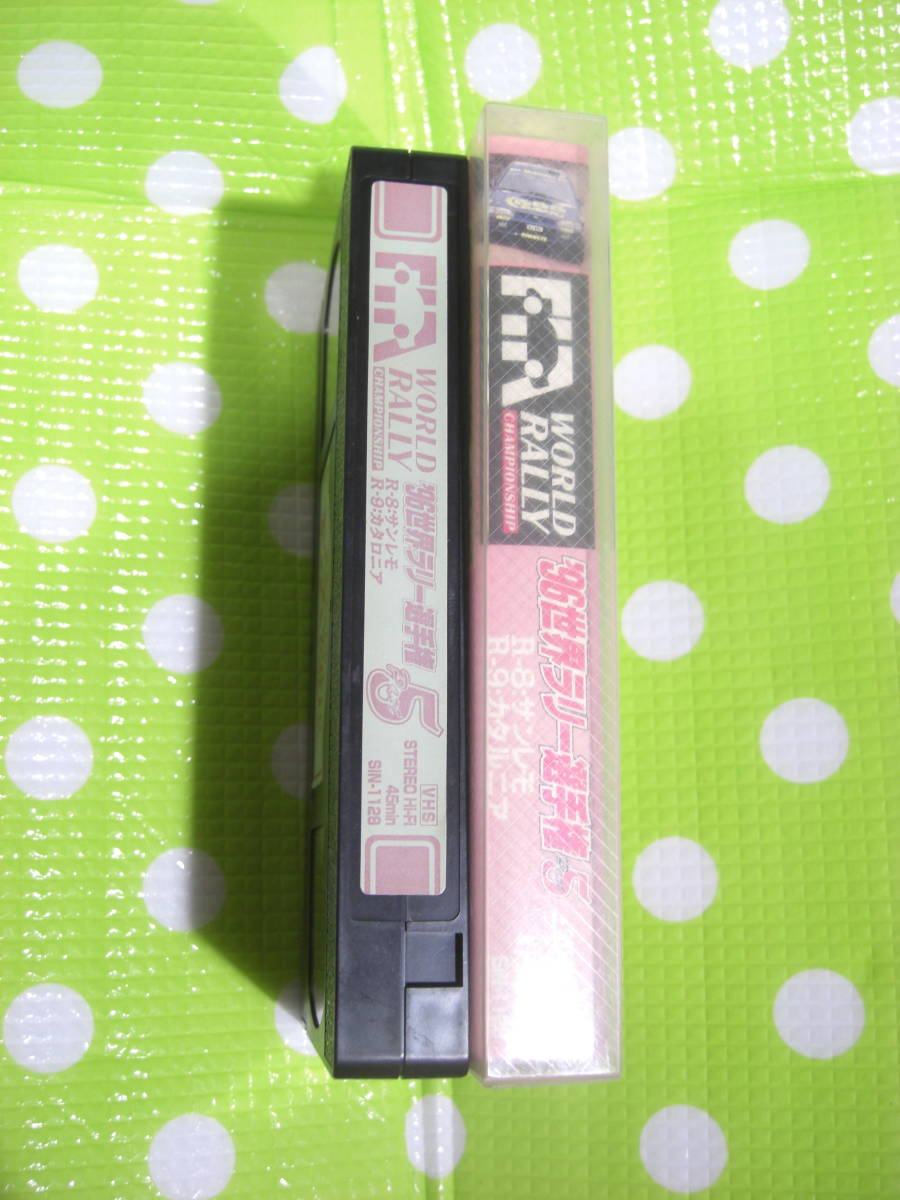 FIA
WORLD
RALLY
CHAMPIONSHIP
'96世界ラリー選手権 5
R-8:サンレモ
R-9:カタロニア
VHS
STEREO Hi-Fi
45min
SIN-1128
FIA
WORLD
RALLY
CHAMPIONSHIP
'96世界ラリー選手権 5
R-8:サンレモ
R-9:カタルニア